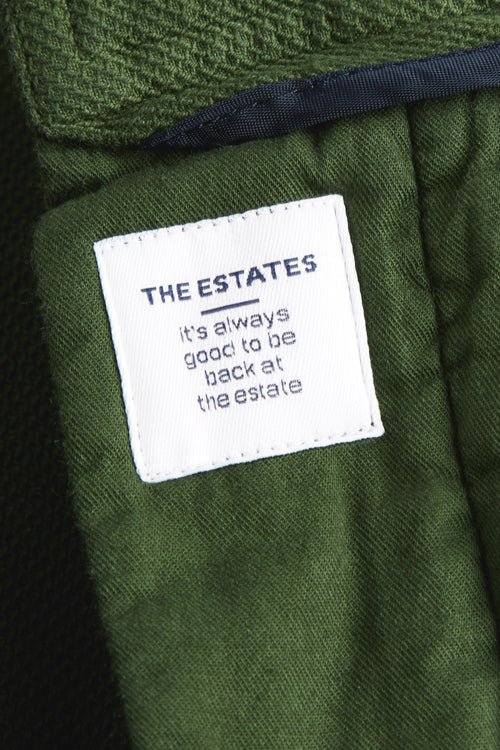 THE ESTATES
it's always
good to be
back at
the estate